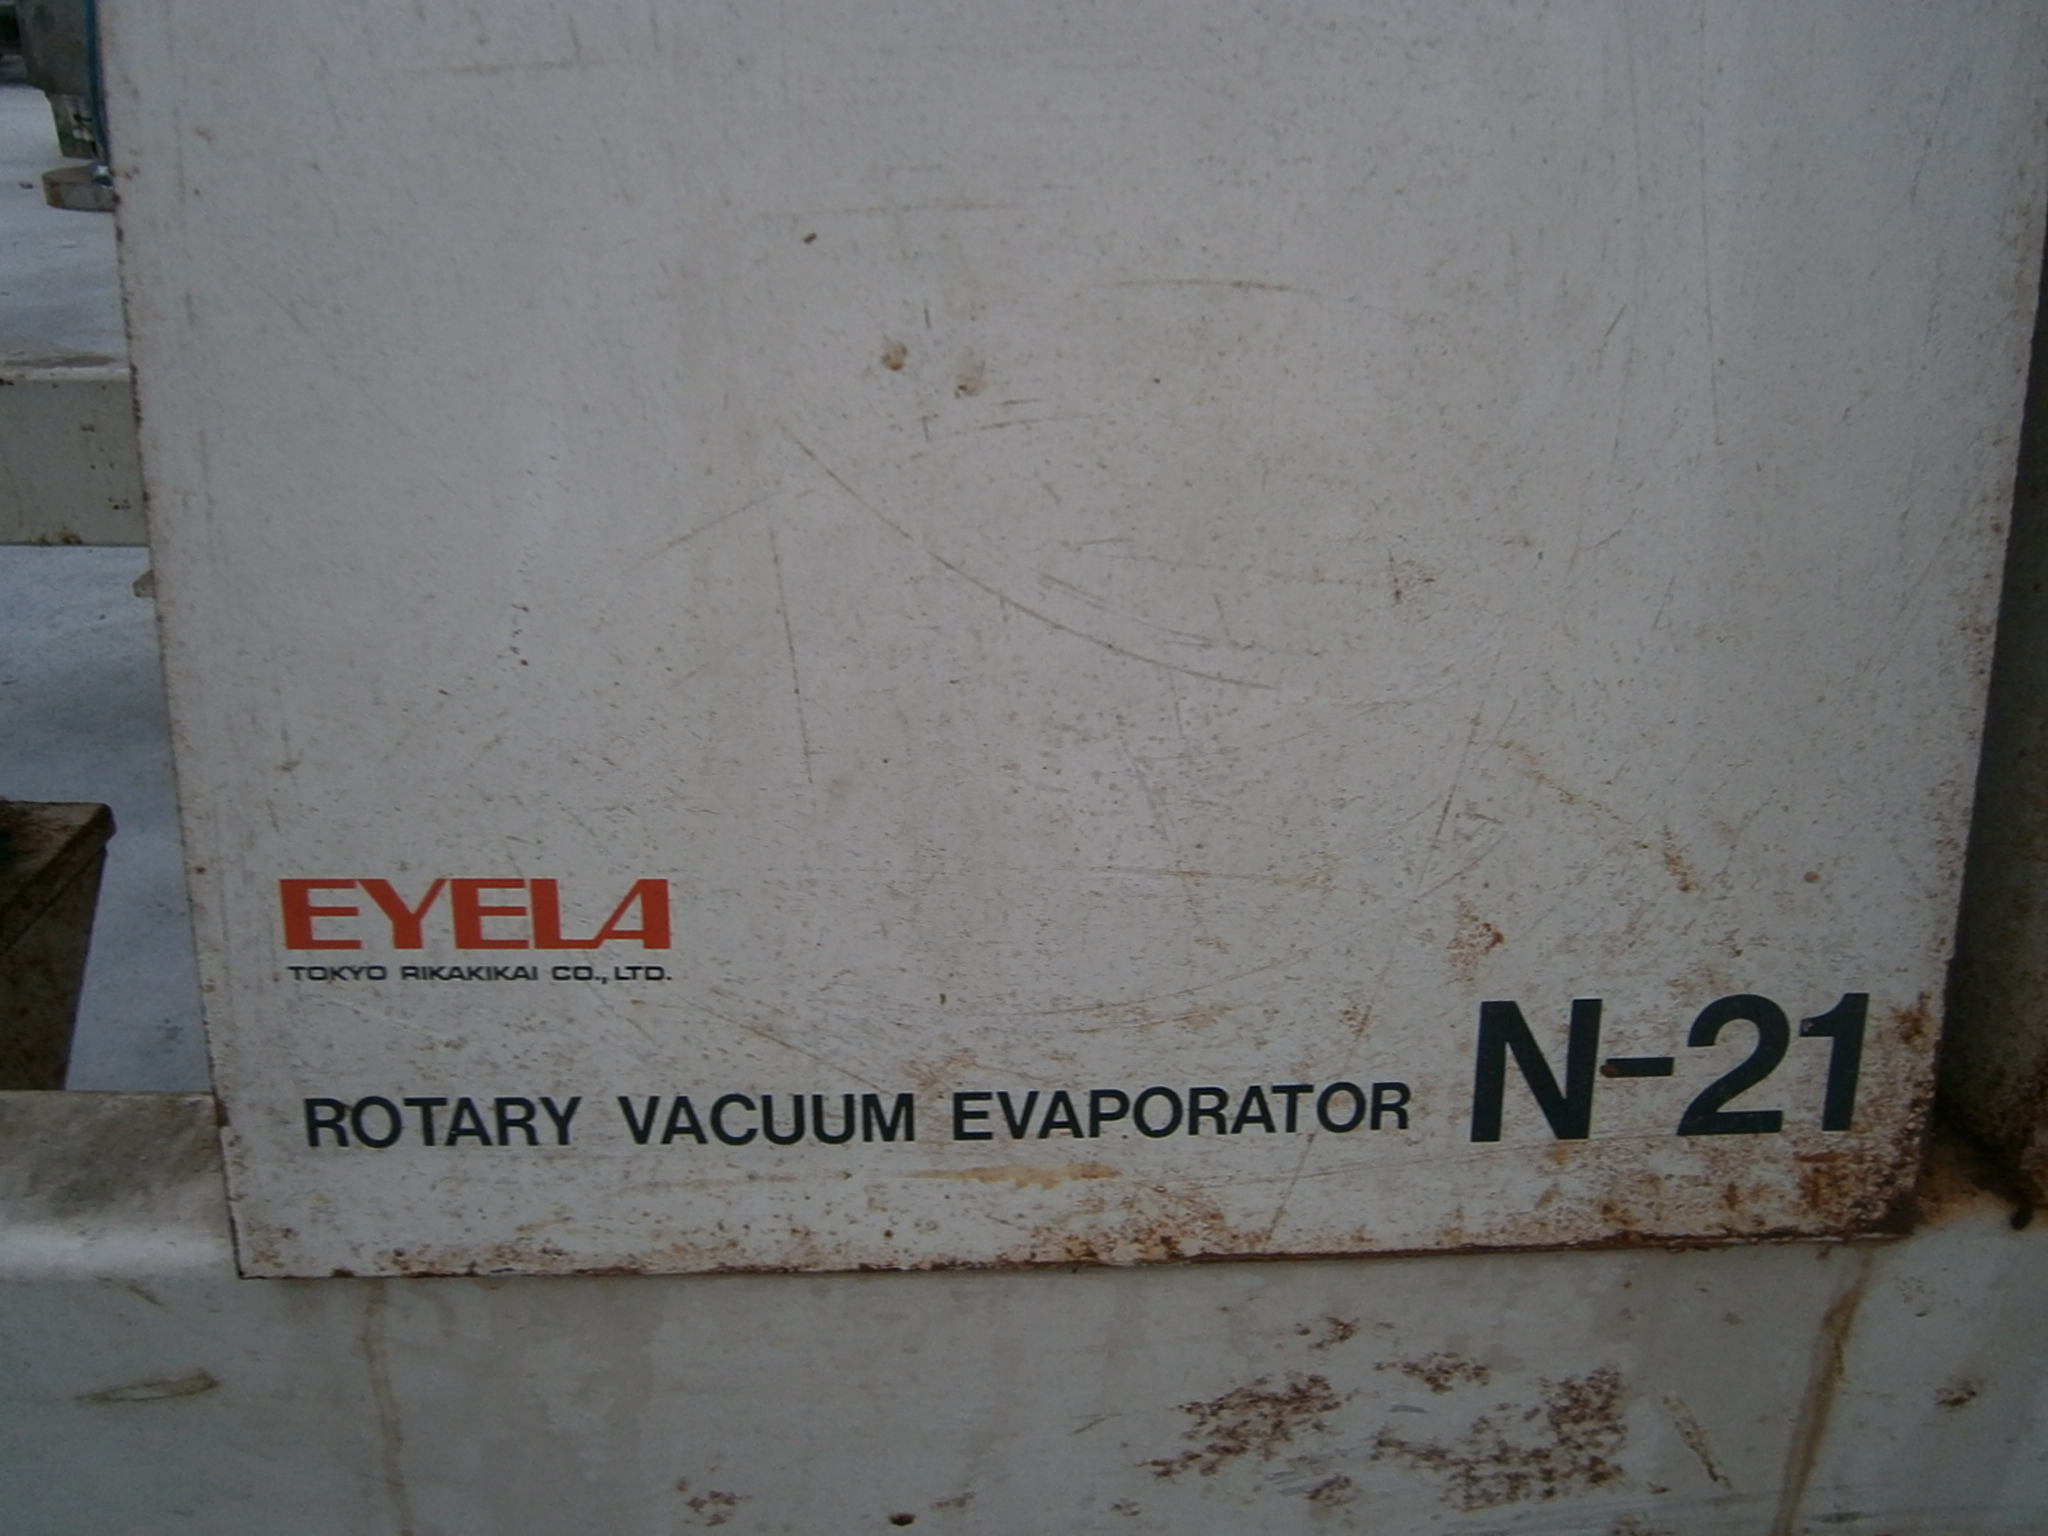 EYELA
TOKYO RIKAKIKAI CO., LTD.
ROTARY VACUUM EVAPORATOR N-21